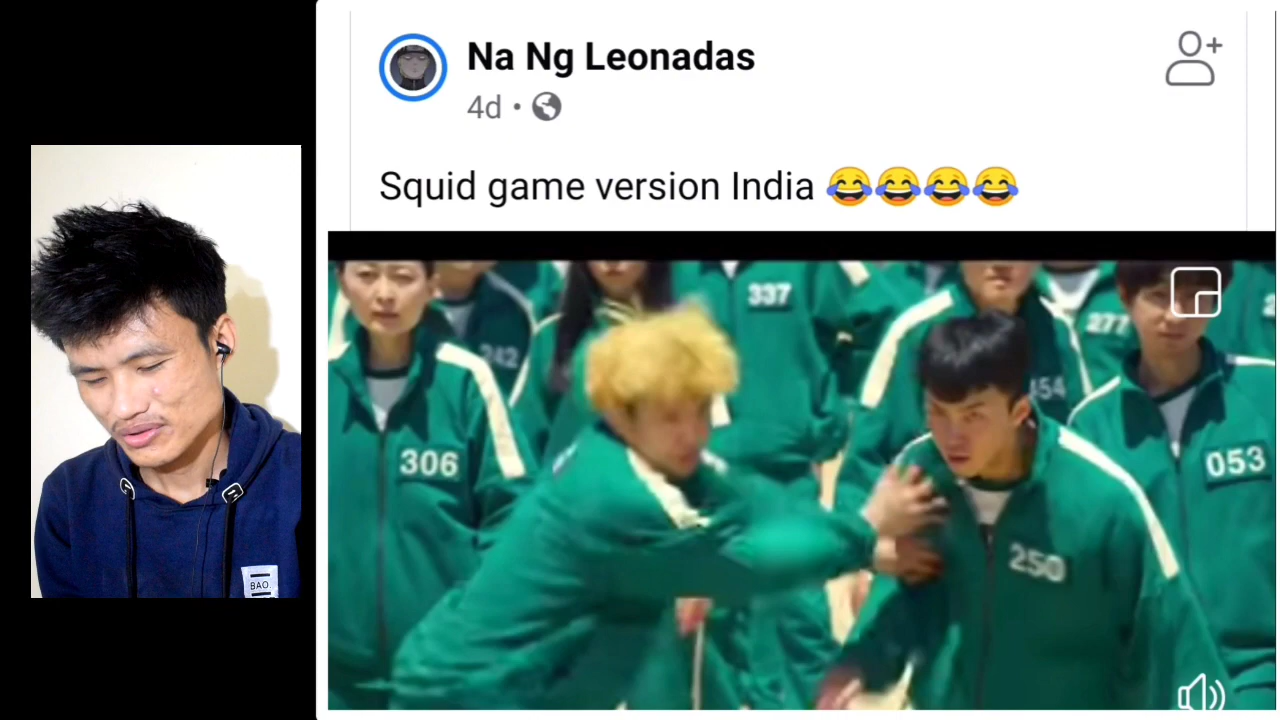 Na Ng Leonadas
4d •
Squid game version India 😂😂😂😂
337
242
277
454
306
053
250
BAO.